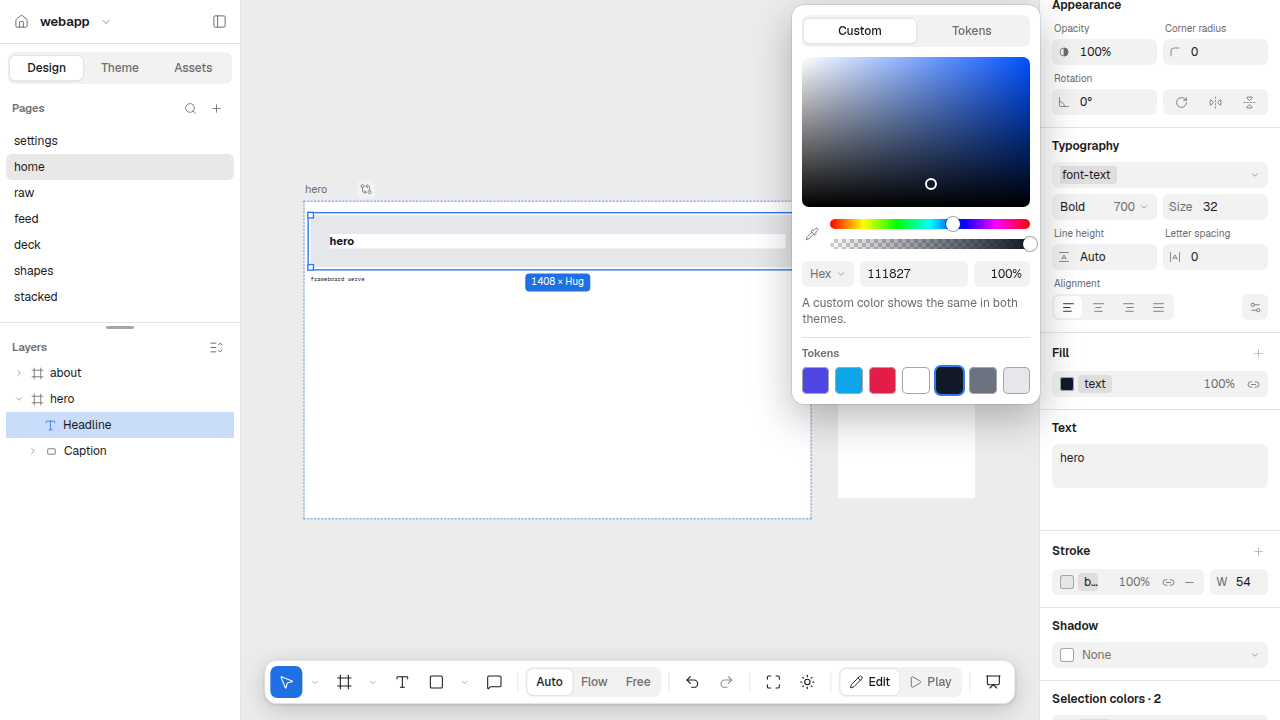 webapp
Design
Theme
Assets
Pages
settings
home
raw
feed
deck
shapes
stacked
Layers
about
hero
Headline
Caption
hero
hero
frameboard serve
1408 × Hug
Custom
Tokens
Hex
111827
100%
A custom color shows the same in both
themes.
Tokens
Appearance
Opacity
Corner radius
100%
0
Rotation
0°
Typography
font-text
Bold
700
Size
32
Line height
Letter spacing
Auto
0
Alignment
Fill
text
100%
Text
hero
Stroke
b...
100%
W
54
Shadow
None
Selection colors · 2
Auto
Flow
Free
Edit
Play